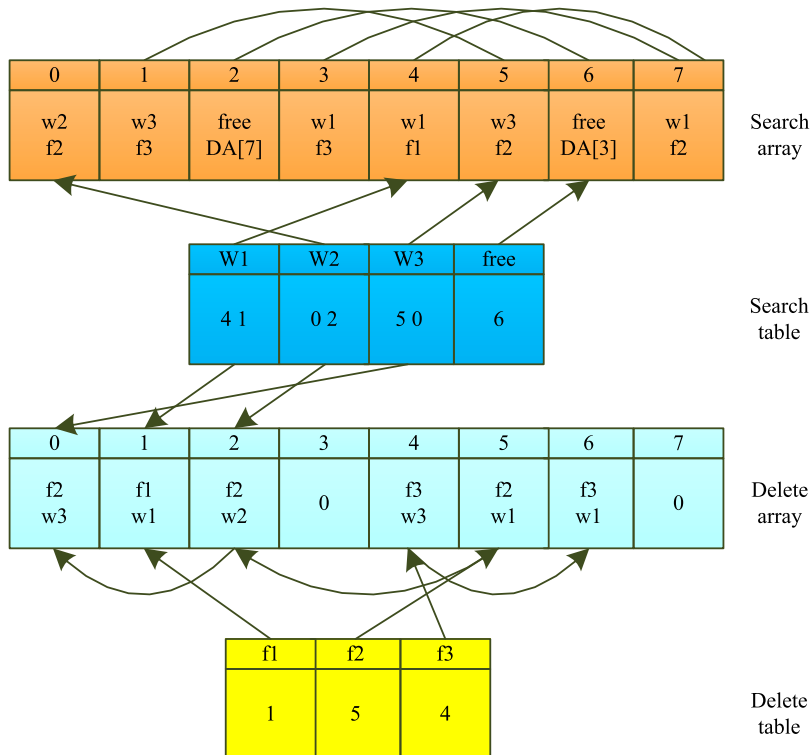 0 1 2 3 4 5 6 7
w2 w3 free w1 w1 w3 free w1
f2 f3 DA[7] f3 f1 f2 DA[3] f2
Search
array
W1 W2 W3 free
4 1 0 2 5 0 6
Search
table
0 1 2 3 4 5 6 7
f2 f1 f2 0 f3 f2 f3 0
w3 w1 w2 w3 w1 w1
Delete
array
f1 f2 f3
1 5 4
Delete
table